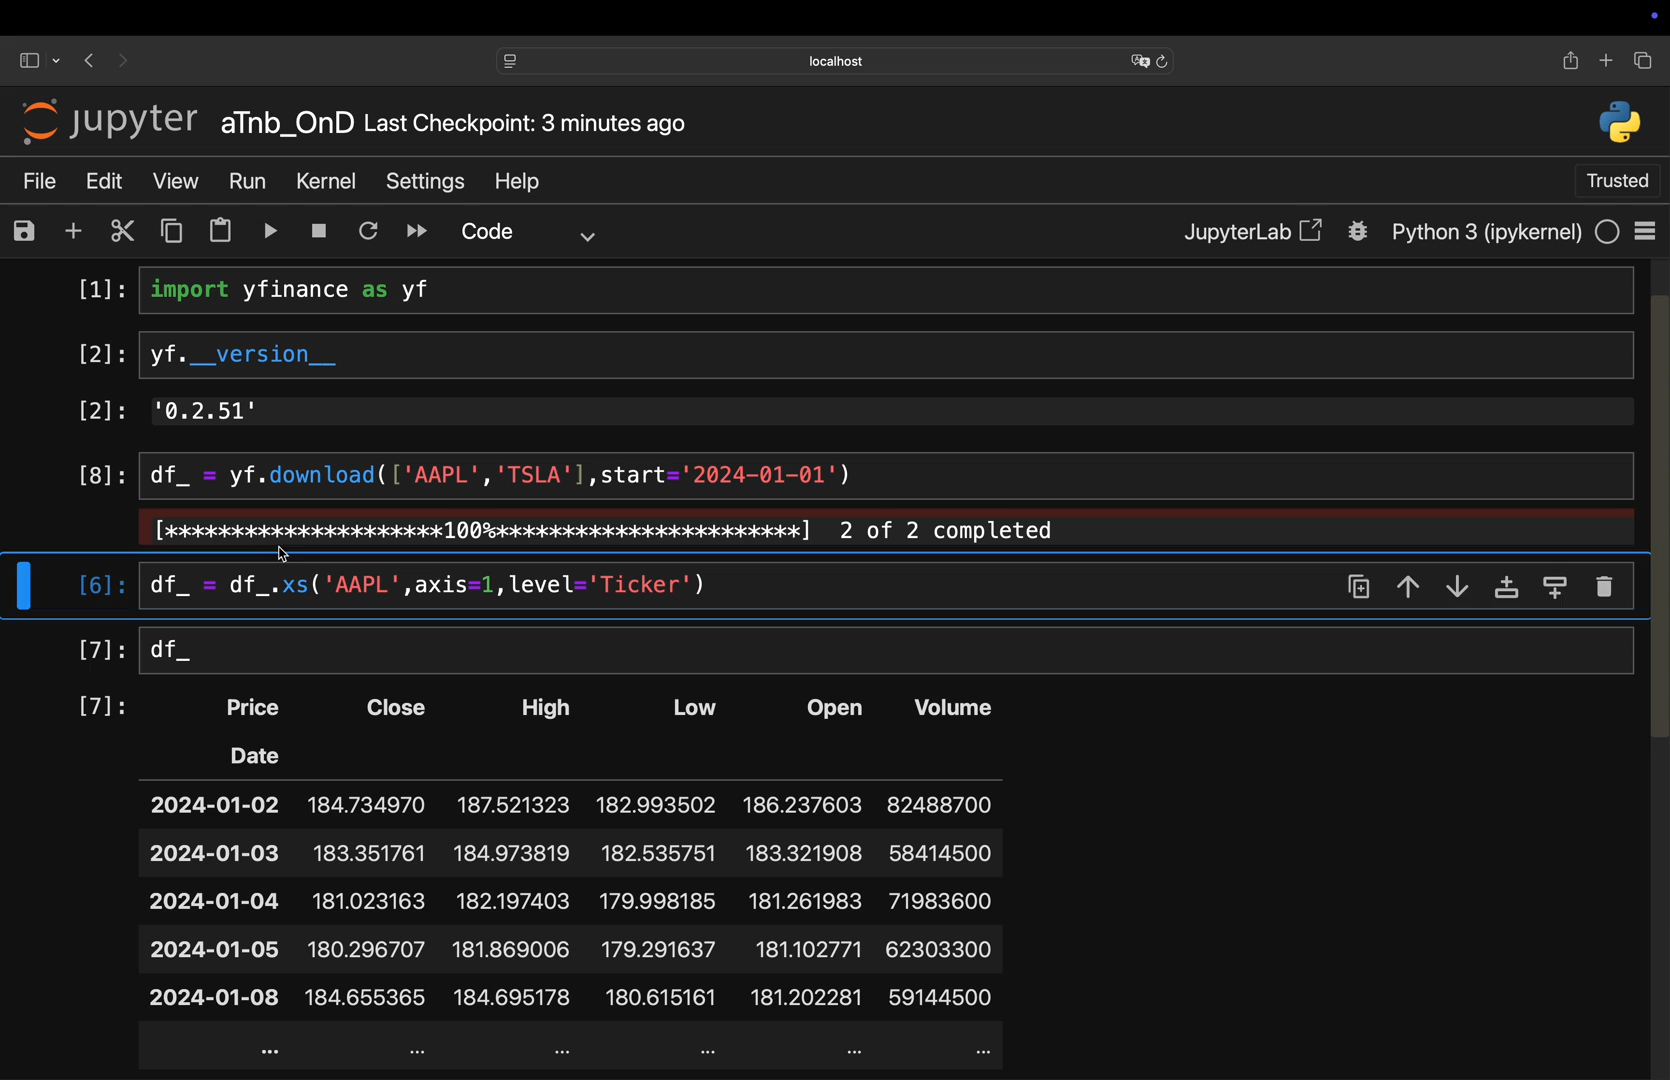 localhost
jupyter aTnb_OnD Last Checkpoint: 3 minutes ago
File Edit View Run Kernel Settings Help Trusted
Code JupyterLab Python 3 (ipykernel)
[1]: import yfinance as yf
[2]: yf.__version__
[2]: '0.2.51'
[8]: df_ = yf.download(['AAPL','TSLA'],start='2024-01-01')
[*********************100%***********************] 2 of 2 completed
[6]: df_ = df_.xs('AAPL',axis=1,level='Ticker')
[7]: df_
[7]: Price Close High Low Open Volume
Date
2024-01-02 184.734970 187.521323 182.993502 186.237603 82488700
2024-01-03 183.351761 184.973819 182.535751 183.321908 58414500
2024-01-04 181.023163 182.197403 179.998185 181.261983 71983600
2024-01-05 180.296707 181.869006 179.291637 181.102771 62303300
2024-01-08 184.655365 184.695178 180.615161 181.202281 59144500
... ... ... ... ... ...